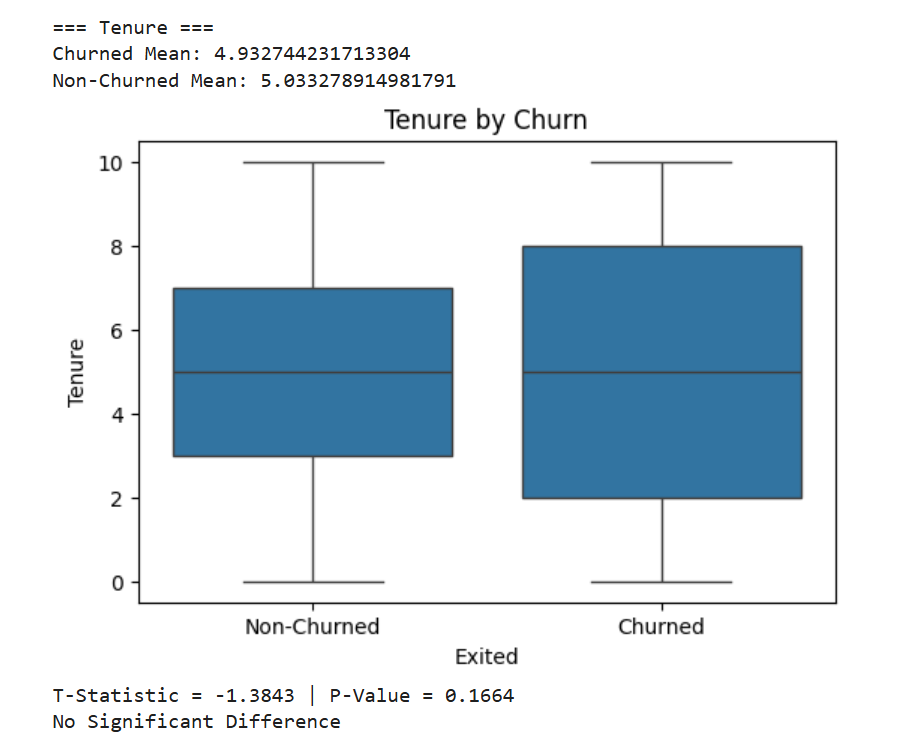 === Tenure ===
Churned Mean: 4.932744231713304
Non-Churned Mean: 5.033278914981791
Tenure by Churn
10
8
6
4
2
0
Tenure
Non-Churned
Churned
Exited
T-Statistic = -1.3843 | P-Value = 0.1664
No Significant Difference